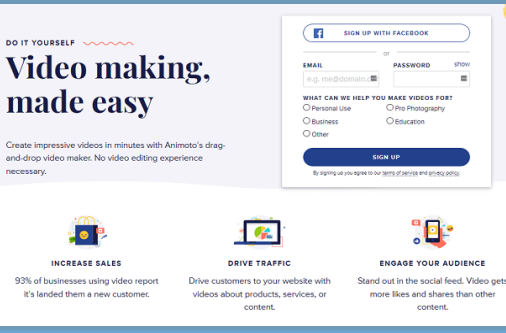 DO IT YOURSELF
Video making,
made easy
Create impressive videos in minutes with Animoto's drag-
and-drop video maker. No video editing experience
necessary.
SIGN UP WITH FACEBOOK
or
EMAIL
PASSWORD
show
e.g. me@domain.c
WHAT CAN WE HELP YOU MAKE VIDEOS FOR?
Personal Use
Pro Photography
Business
Education
Other
SIGN UP
By signing up you agree to our terms of service and privacy policy.
INCREASE SALES
93% of businesses using video report
it's landed them a new customer.
DRIVE TRAFFIC
Drive customers to your website with
videos about products, services, or
content.
ENGAGE YOUR AUDIENCE
Stand out in the social feed. Video gets
more likes and shares than other
content.